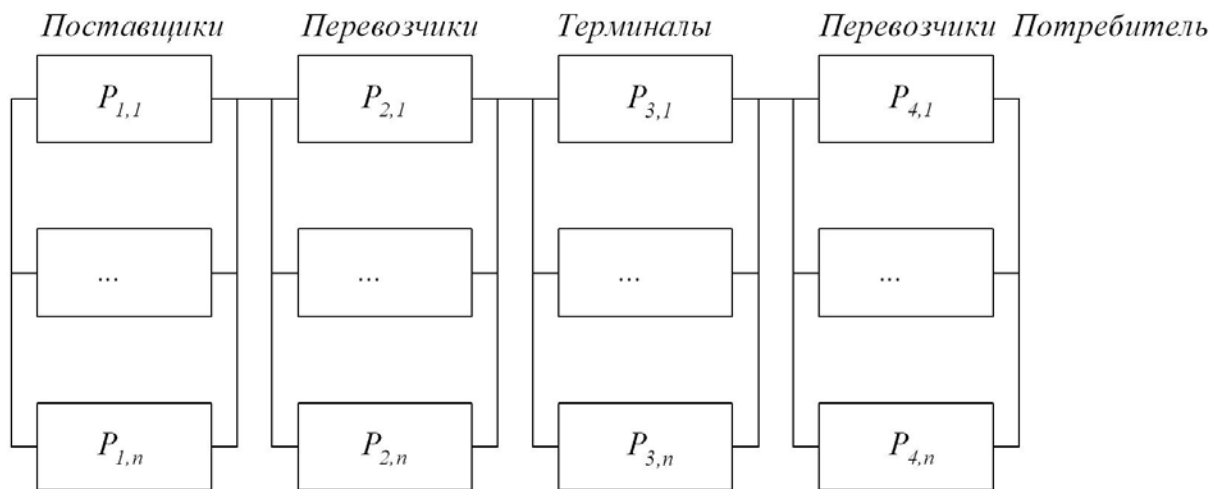 Поставщики Перевозчики Терминалы Перевозчики Потребитель
P1,1 P2,1 P3,1 P4,1
... ... ... ...
P1,n P2,n P3,n P4,n